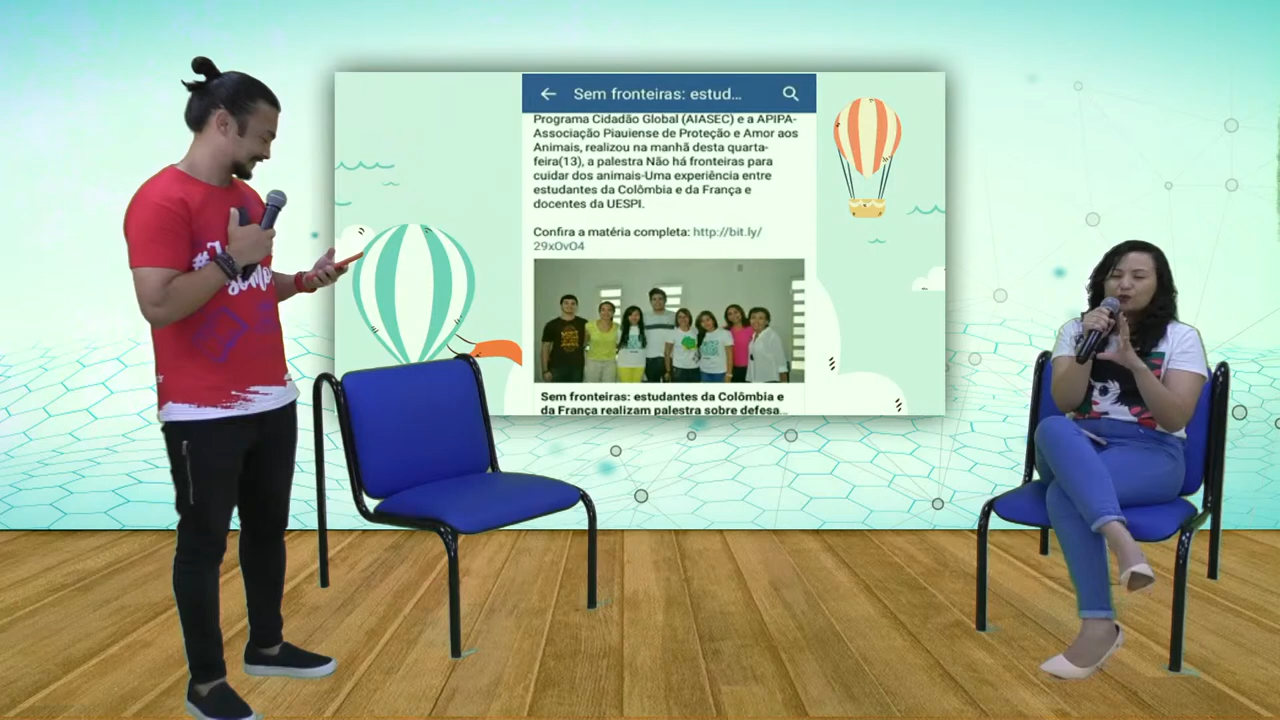 Sem fronteiras: estud...
Programa Cidadão Global (AIASEC) e a APIPA-
Associação Piauiense de Proteção e Amor aos
Animais, realizou na manhã desta quarta-
feira(13), a palestra Não há fronteiras para
cuidar dos animais-Uma experiência entre
estudantes da Colômbia e da França e
docentes da UESPI.
Confira a matéria completa: http://bit.ly/
29xOvO4
Sem fronteiras: estudantes da Colômbia e
da França realizam palestra sobre defesa...